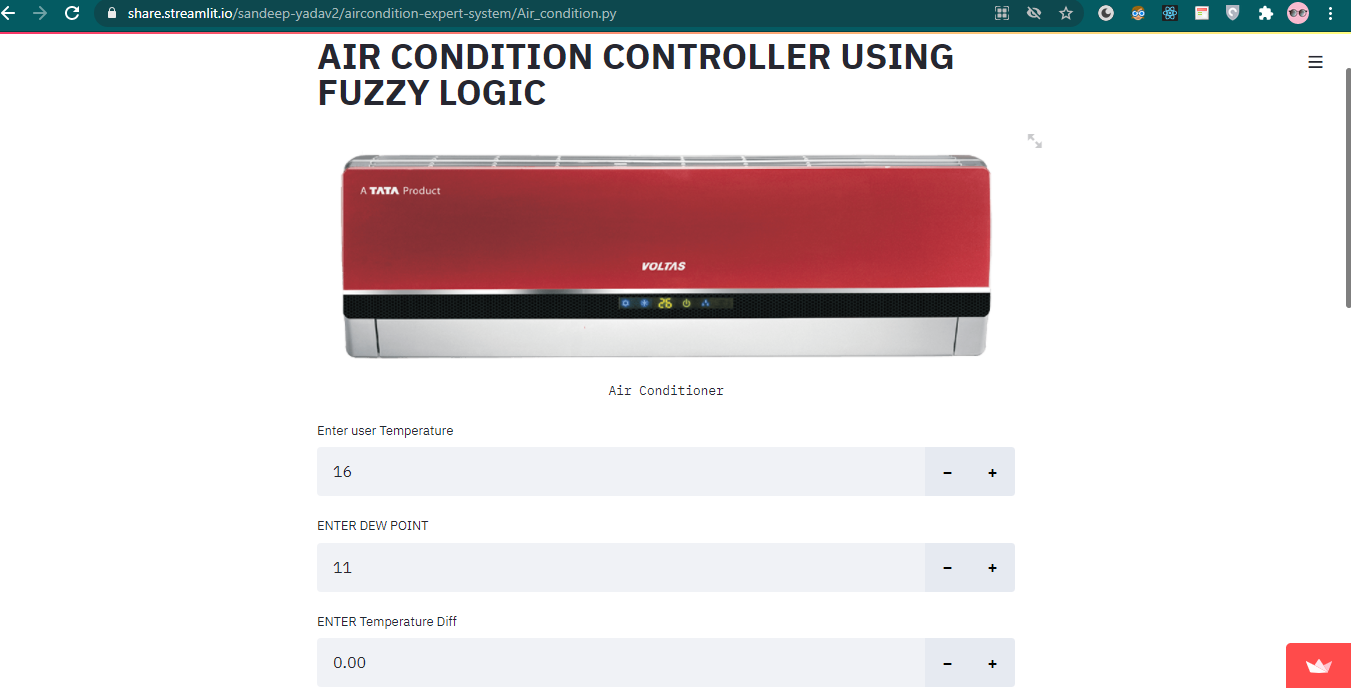 share.streamlit.io/sandeep-yadav2/aircondition-expert-system/Air_condition.py
AIR CONDITION CONTROLLER USING
FUZZY LOGIC
A TATA Product
VOLTAS
26
Air Conditioner
Enter user Temperature
16
- +
ENTER DEW POINT
11
- +
ENTER Temperature Diff
0.00
- +